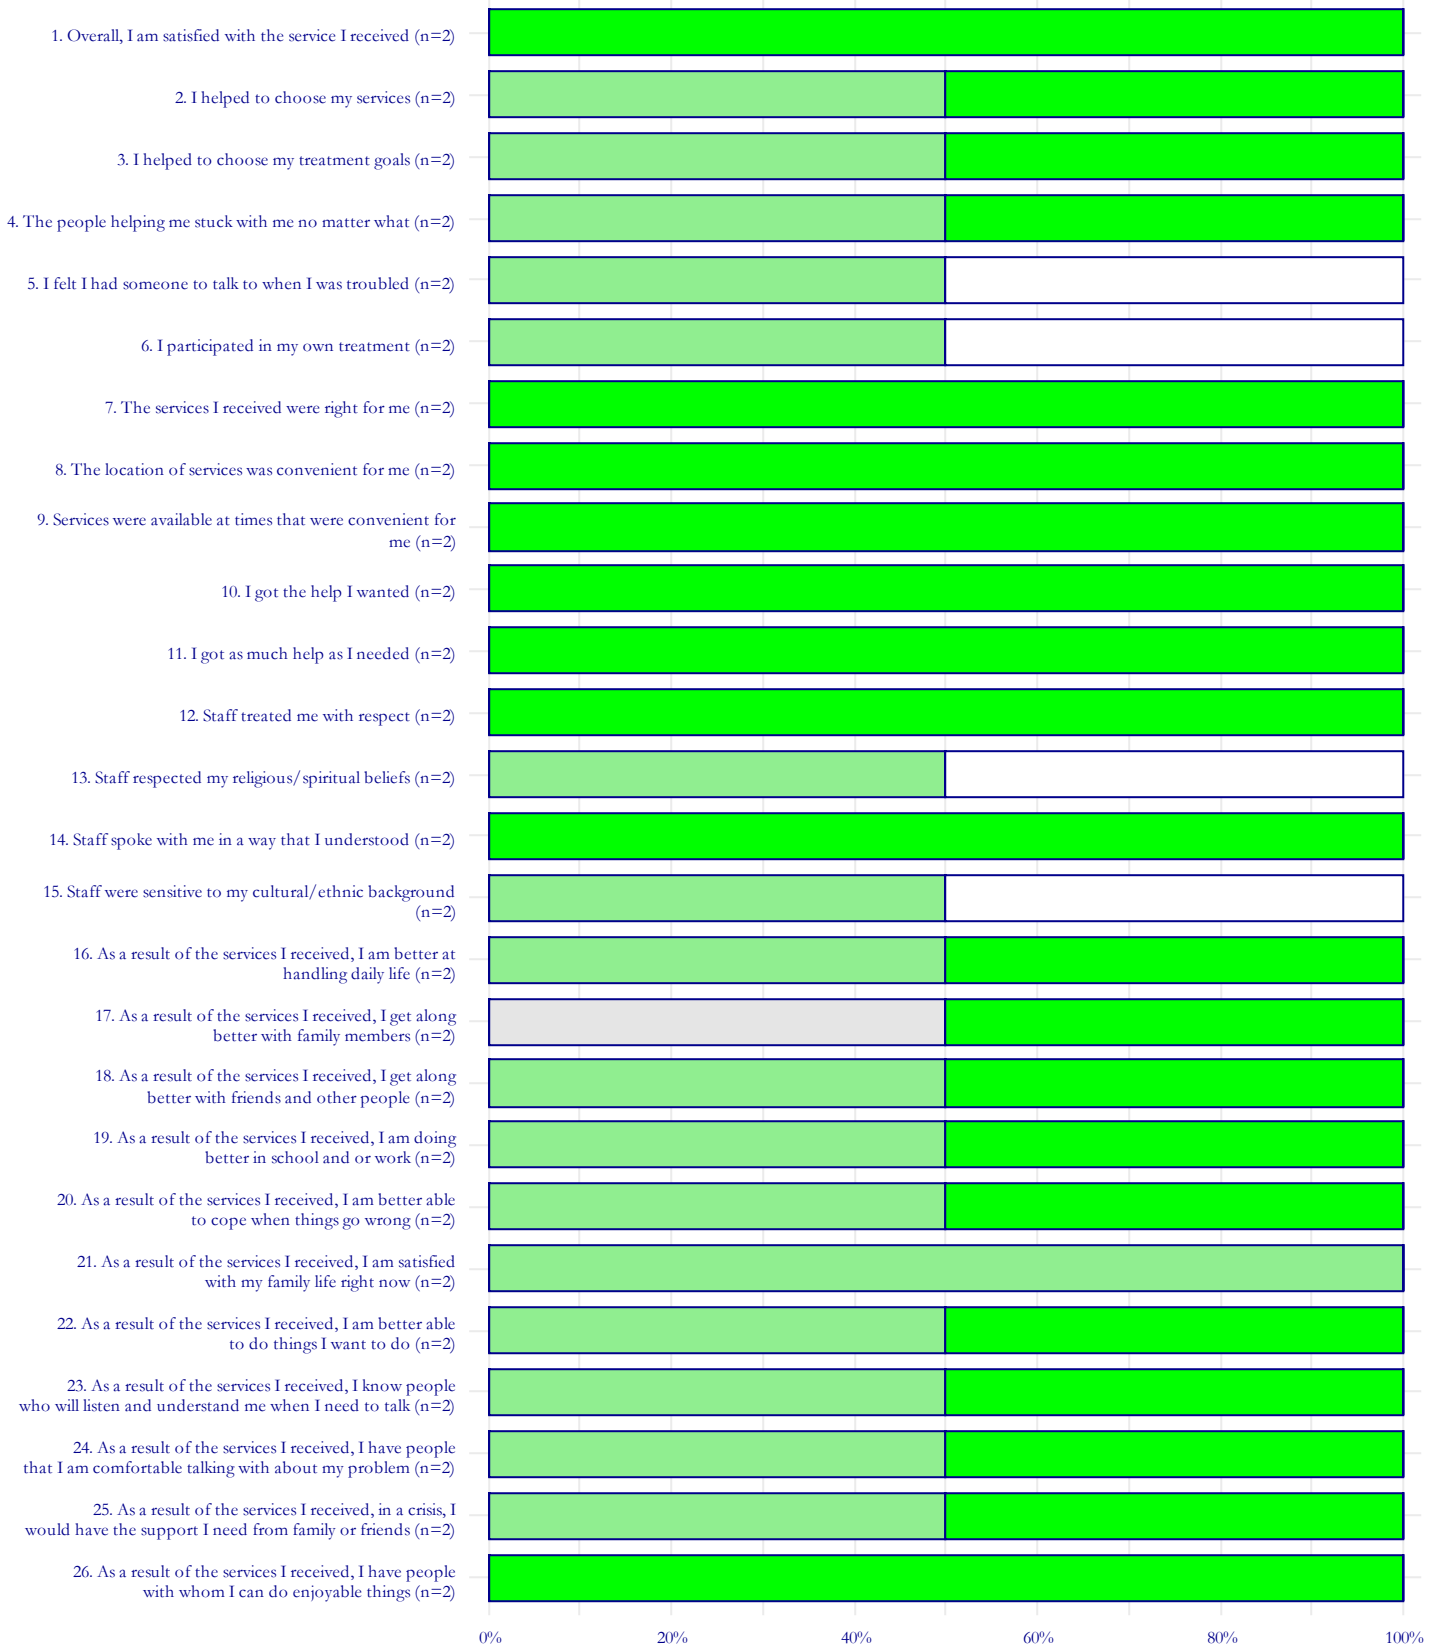 1. Overall, I am satisfied with the service I received (n=2)
2. I helped to choose my services (n=2)
3. I helped to choose my treatment goals (n=2)
4. The people helping me stuck with me no matter what (n=2)
5. I felt I had someone to talk to when I was troubled (n=2)
6. I participated in my own treatment (n=2)
7. The services I received were right for me (n=2)
8. The location of services was convenient for me (n=2)
9. Services were available at times that were convenient for
me (n=2)
10. I got the help I wanted (n=2)
11. I got as much help as I needed (n=2)
12. Staff treated me with respect (n=2)
13. Staff respected my religious/spiritual beliefs (n=2)
14. Staff spoke with me in a way that I understood (n=2)
15. Staff were sensitive to my cultural/ethnic background
(n=2)
16. As a result of the services I received, I am better at
handling daily life (n=2)
17. As a result of the services I received, I get along
better with family members (n=2)
18. As a result of the services I received, I get along
better with friends and other people (n=2)
19. As a result of the services I received, I am doing
better in school and or work (n=2)
20. As a result of the services I received, I am better able
to cope when things go wrong (n=2)
21. As a result of the services I received, I am satisfied
with my family life right now (n=2)
22. As a result of the services I received, I am better able
to do things I want to do (n=2)
23. As a result of the services I received, I know people
who will listen and understand me when I need to talk (n=2)
24. As a result of the services I received, I have people
that I am comfortable talking with about my problem (n=2)
25. As a result of the services I received, in a crisis, I
would have the support I need from family or friends (n=2)
26. As a result of the services I received, I have people
with whom I can do enjoyable things (n=2)
0% 20% 40% 60% 80% 100%